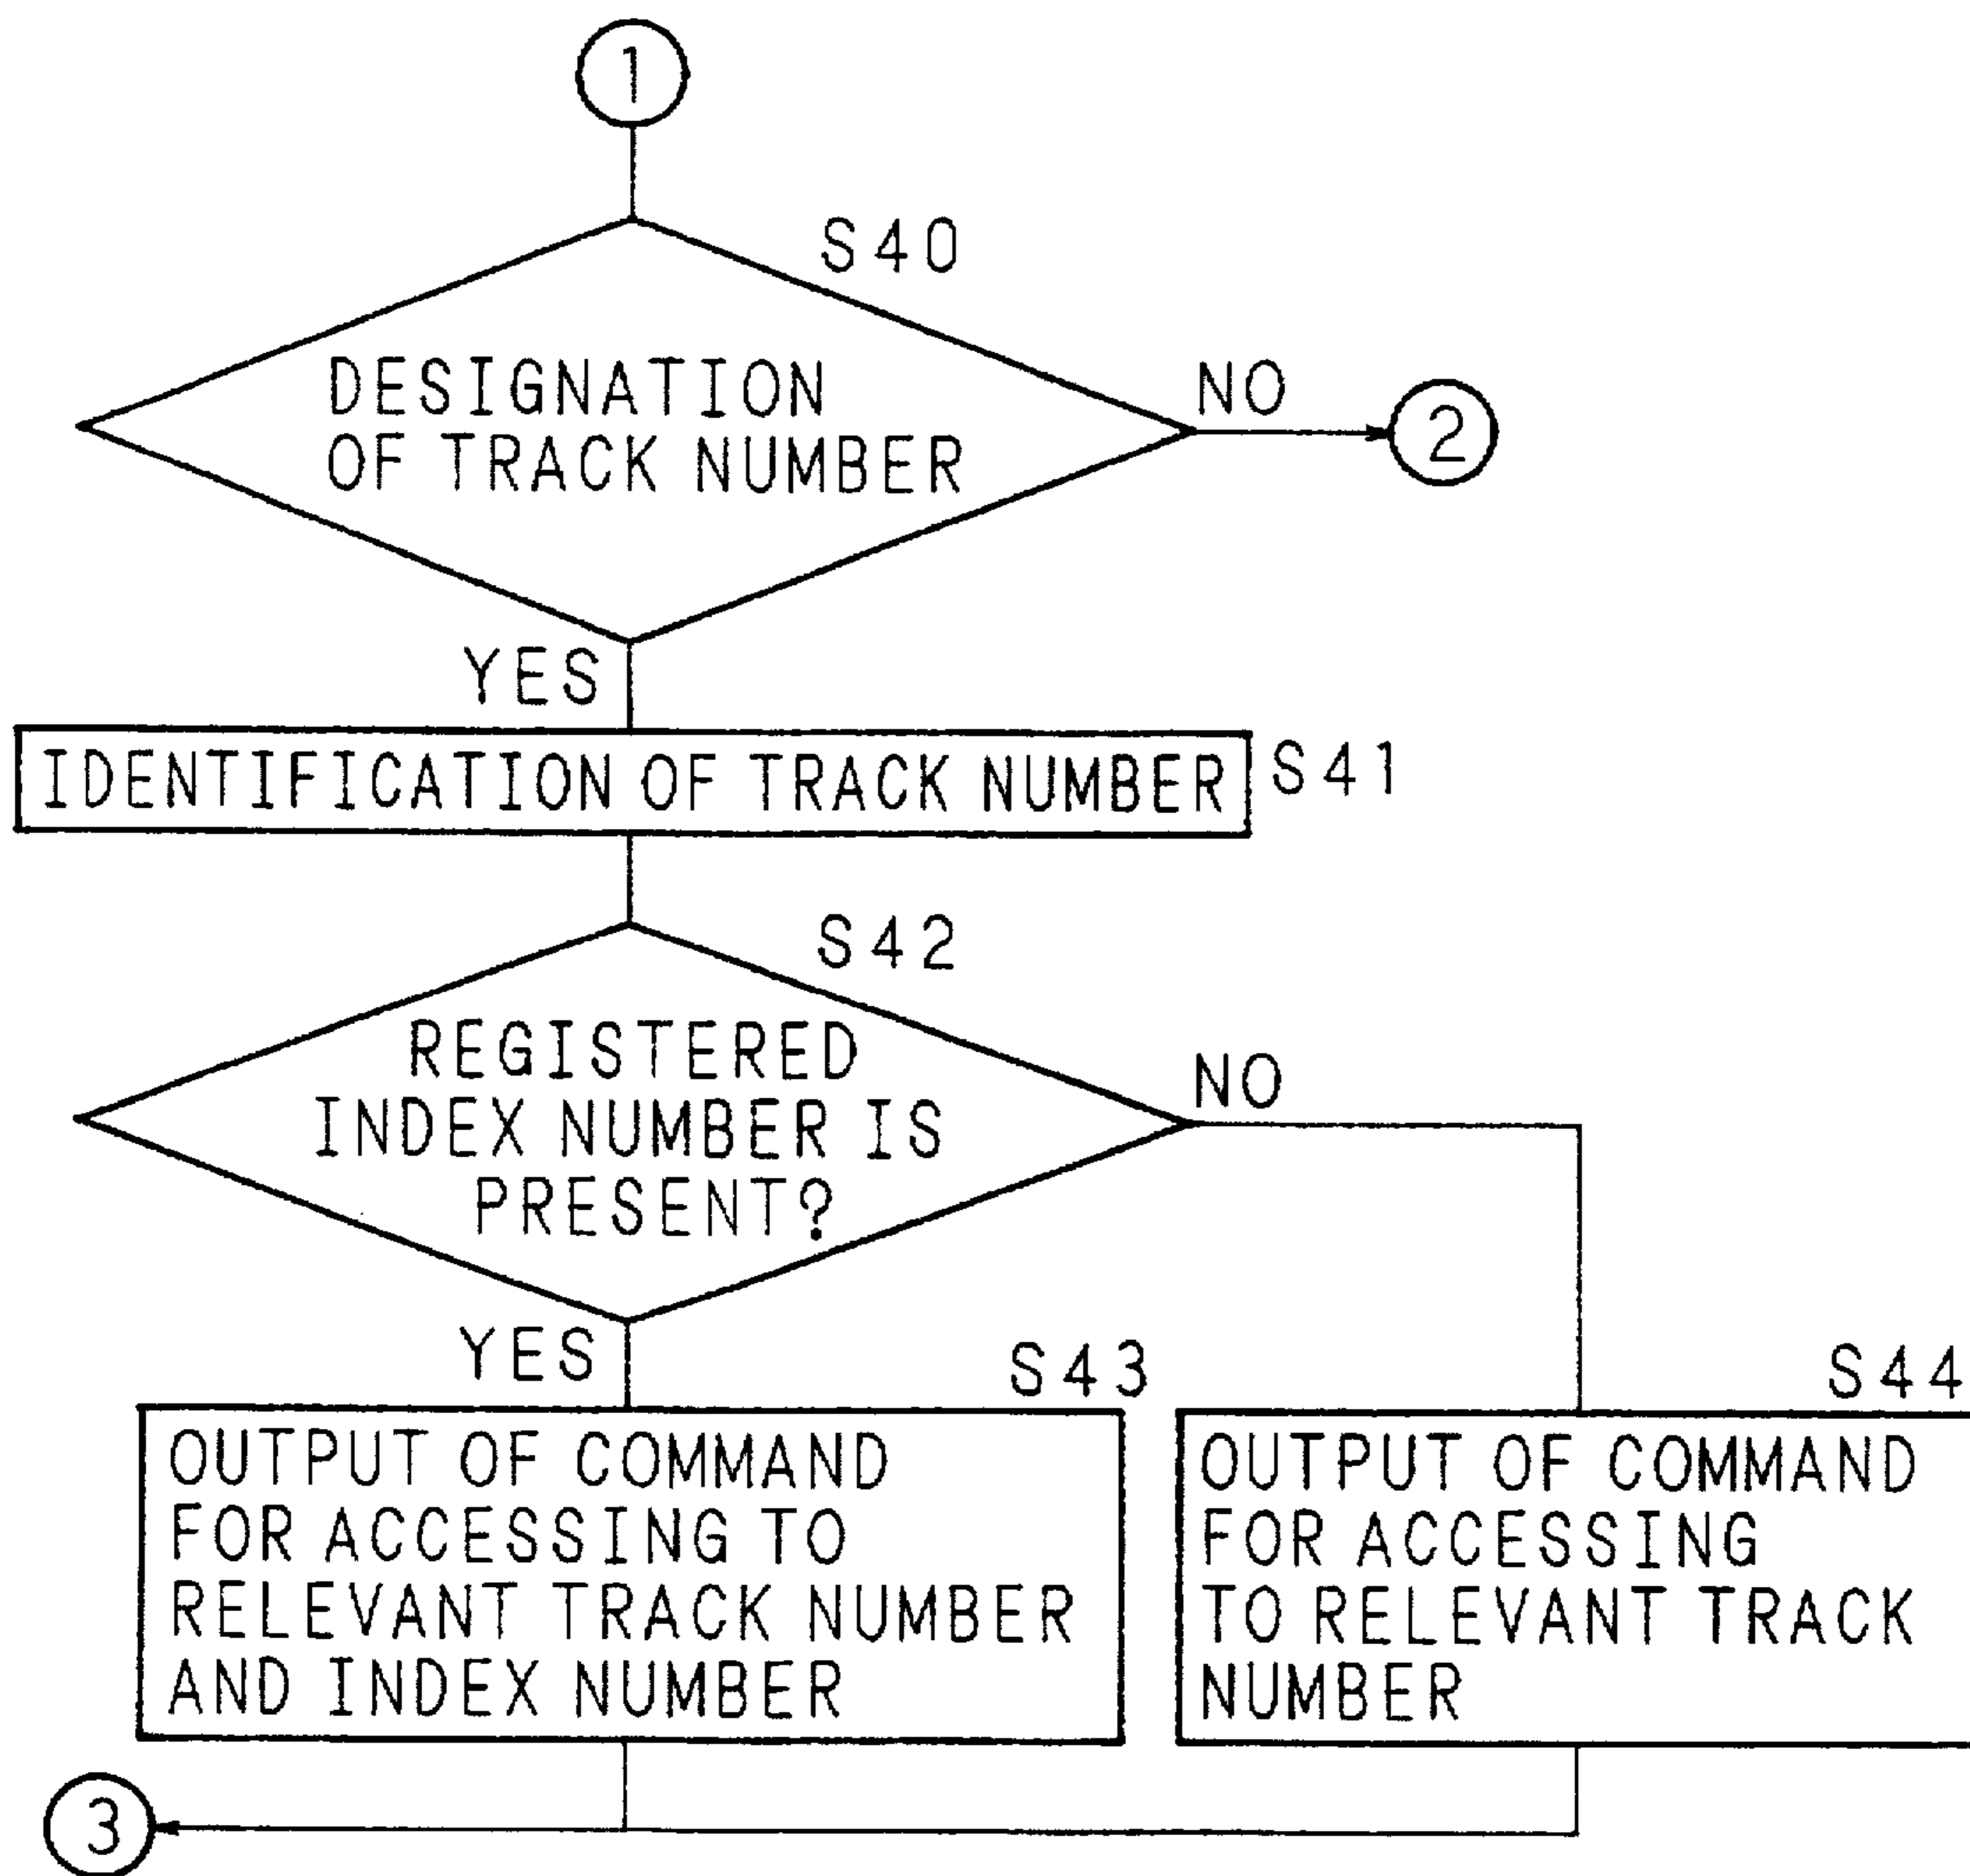 1
S40
DESIGNATION
OF TRACK NUMBER
NO
2
YES
IDENTIFICATION OF TRACK NUMBER
S41
S42
REGISTERED
INDEX NUMBER IS
PRESENT?
NO
YES
S43
OUTPUT OF COMMAND
FOR ACCESSING TO
RELEVANT TRACK NUMBER
AND INDEX NUMBER
S44
OUTPUT OF COMMAND
FOR ACCESSING
TO RELEVANT TRACK
NUMBER
3